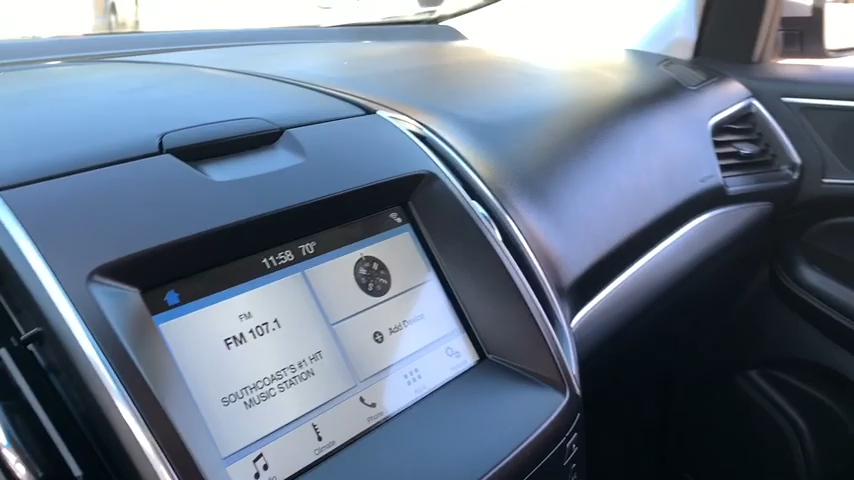 11:58 70°
FM
FM 107.1
SOUTHCOAST'S #1 HIT
MUSIC STATION
Add Device
Climate
Phone